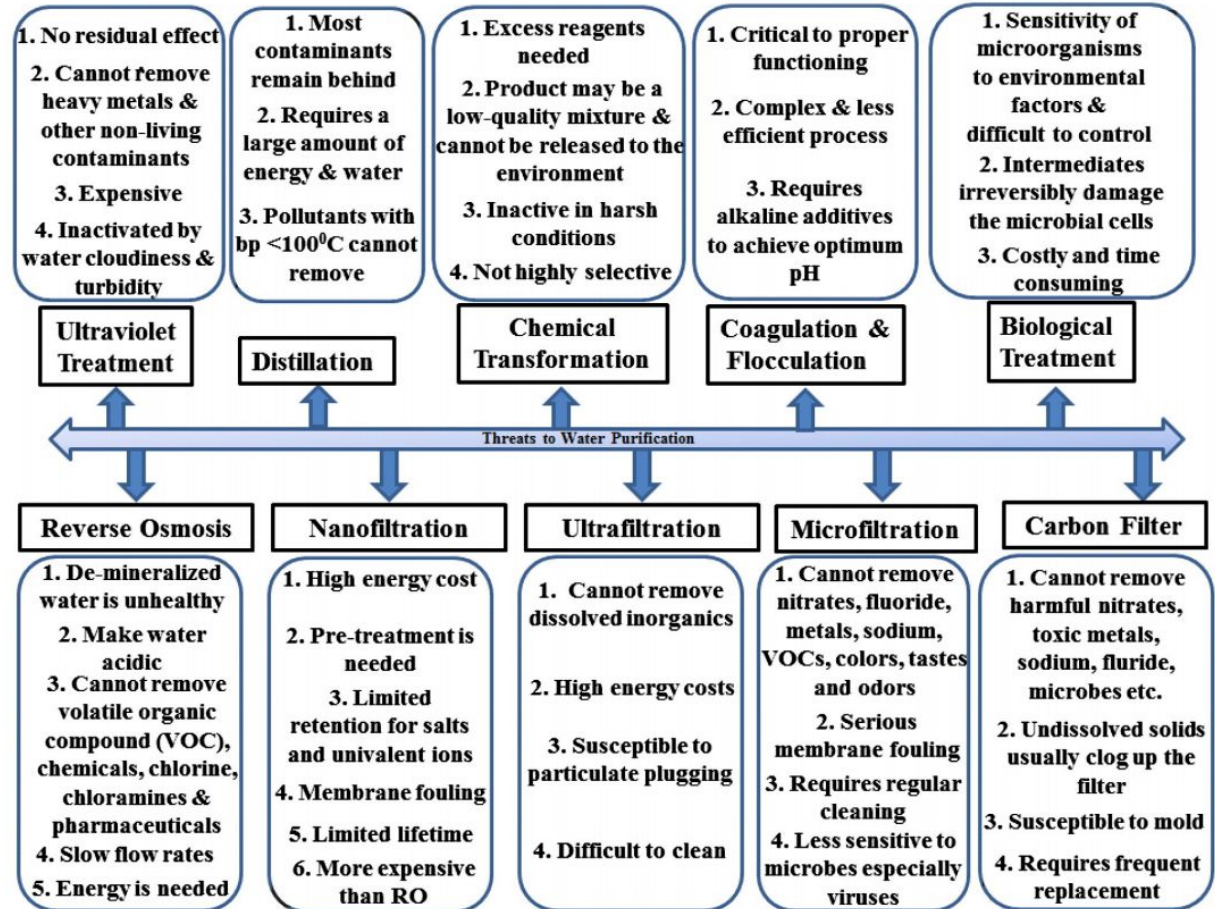 1. No residual effect
2. Cannot remove
heavy metals &
other non-living
contaminants
3. Expensive
4. Inactivated by
water cloudiness &
turbidity
Ultraviolet
Treatment
1. Most
contaminants
remain behind
2. Requires a
large amount of
energy & water
3. Pollutants with
bp <100⁰C cannot
remove
Distillation
1. Excess reagents
needed
2. Product may be a
low-quality mixture &
cannot be released to the
environment
3. Inactive in harsh
conditions
4. Not highly selective
Chemical
Transformation
1. Critical to proper
functioning
2. Complex & less
efficient process
3. Requires
alkaline additives
to achieve optimum
pH
Coagulation &
Flocculation
1. Sensitivity of
microorganisms
to environmental
factors &
difficult to control
2. Intermediates
irreversibly damage
the microbial cells
3. Costly and time
consuming
Biological
Treatment
Threats to Water Purification
Reverse Osmosis
1. De-mineralized
water is unhealthy
2. Make water
acidic
3. Cannot remove
volatile organic
compound (VOC),
chemicals, chlorine,
chloramines &
pharmaceuticals
4. Slow flow rates
5. Energy is needed
Nanofiltration
1. High energy cost
2. Pre-treatment is
needed
3. Limited
retention for salts
and univalent ions
4. Membrane fouling
5. Limited lifetime
6. More expensive
than RO
Ultrafiltration
1. Cannot remove
dissolved inorganics
2. High energy costs
3. Susceptible to
particulate plugging
4. Difficult to clean
Microfiltration
1. Cannot remove
nitrates, fluoride,
metals, sodium,
VOCs, colors, tastes
and odors
2. Serious
membrane fouling
3. Requires regular
cleaning
4. Less sensitive to
microbes especially
viruses
Carbon Filter
1. Cannot remove
harmful nitrates,
toxic metals,
sodium, fluride,
microbes etc.
2. Undissolved solids
usually clog up the
filter
3. Susceptible to mold
4. Requires frequent
replacement